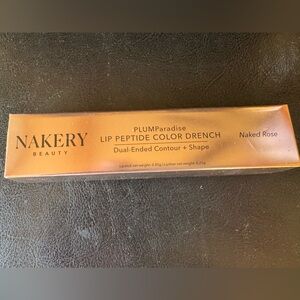 NAKERY
BEAUTY
PLUMParadise
LIP PEPTIDE COLOR DRENCH
Dual-Ended Contour + Shape
Naked Rose